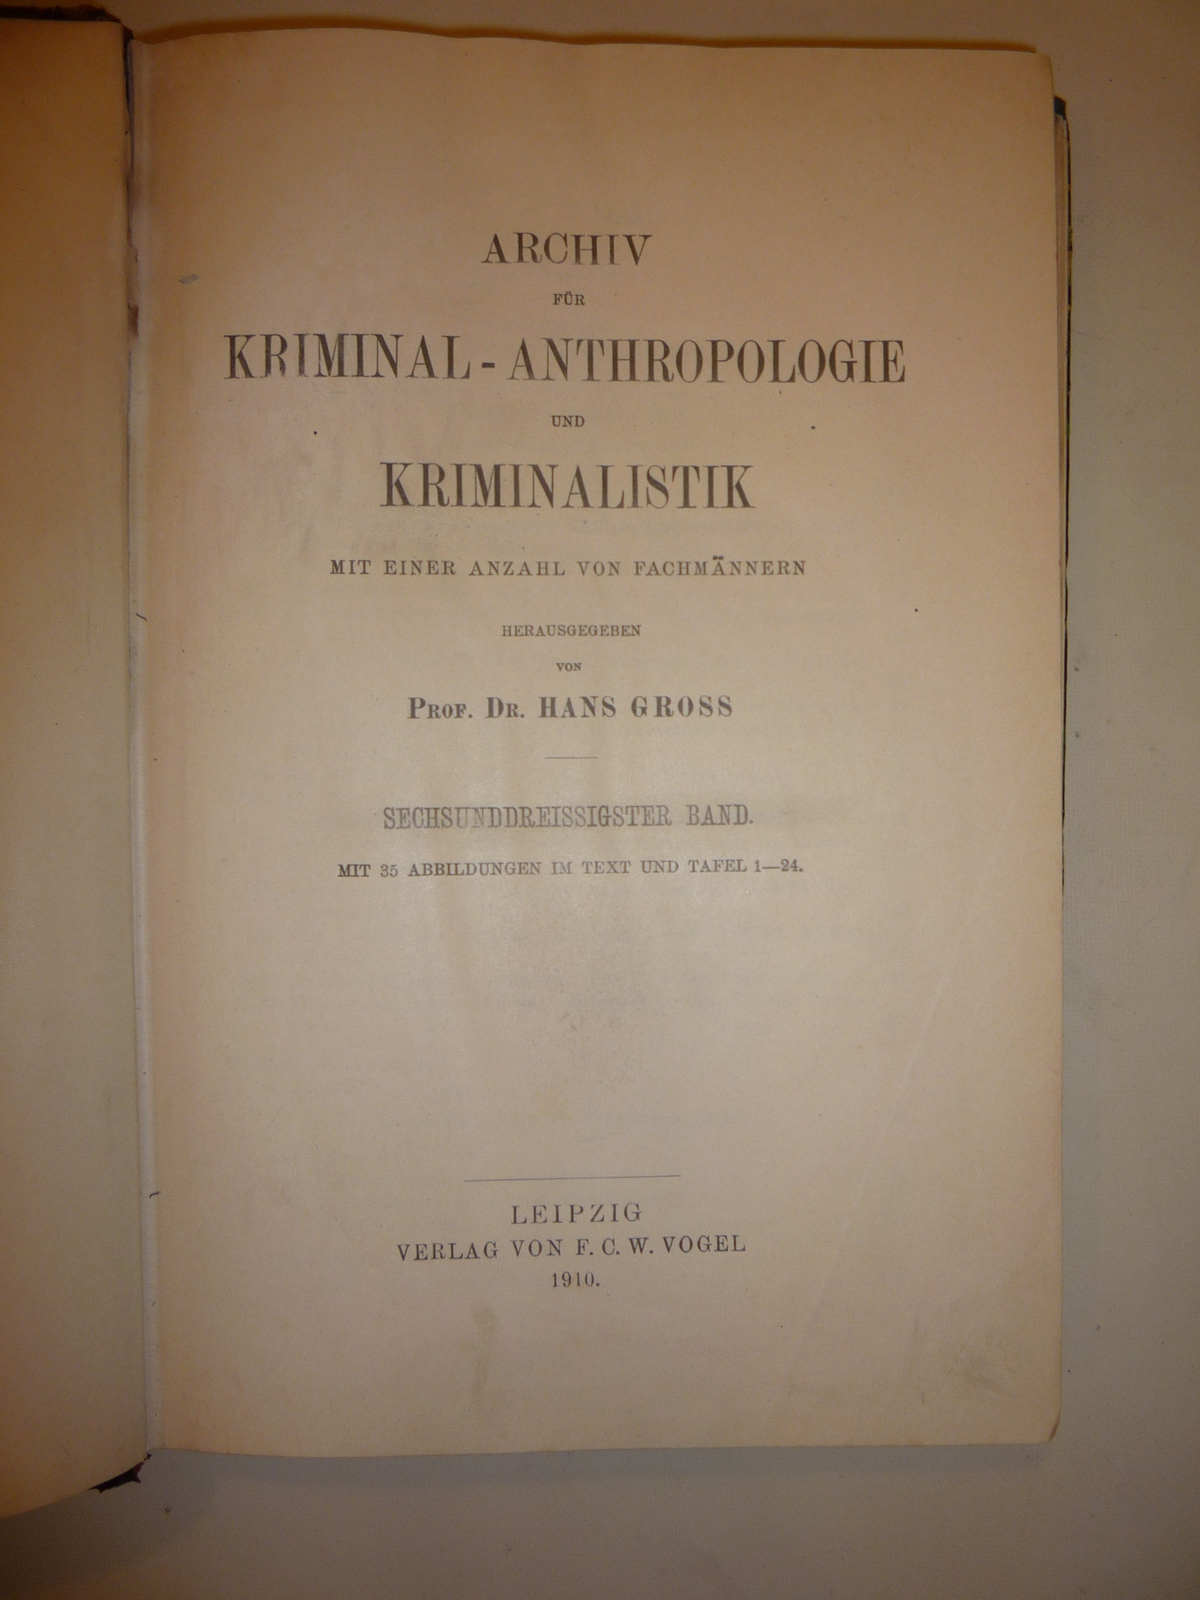 ARCHIV
FÜR
KRIMINAL-ANTHROPOLOGIE
UND
KRIMINALISTIK
MIT EINER ANZAHL VON FACHMÄNNERN
HERAUSGEGEBEN
VON
PROF. DR. HANS GROSS
SECHSUNDDREISSIGSTER BAND.
MIT 35 ABBILDUNGEN IM TEXT UND TAFEL 1—24.
LEIPZIG
VERLAG VON F. C. W. VOGEL
1910.